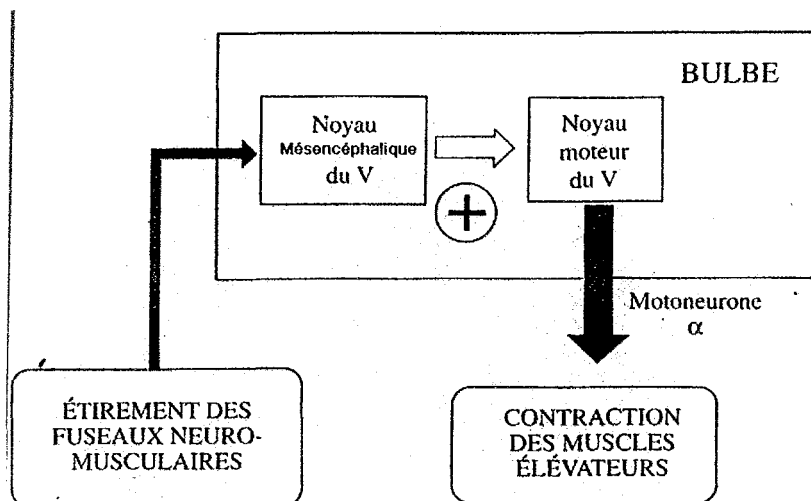 BULBE
Noyau
Mésencéphalique
du V
Noyau
moteur
du V
+
Motoneurone
α
ÉTIREMENT DES
FUSEAUX NEURO-
MUSCULAIRES
CONTRACTION
DES MUSCLES
ÉLÉVATEURS